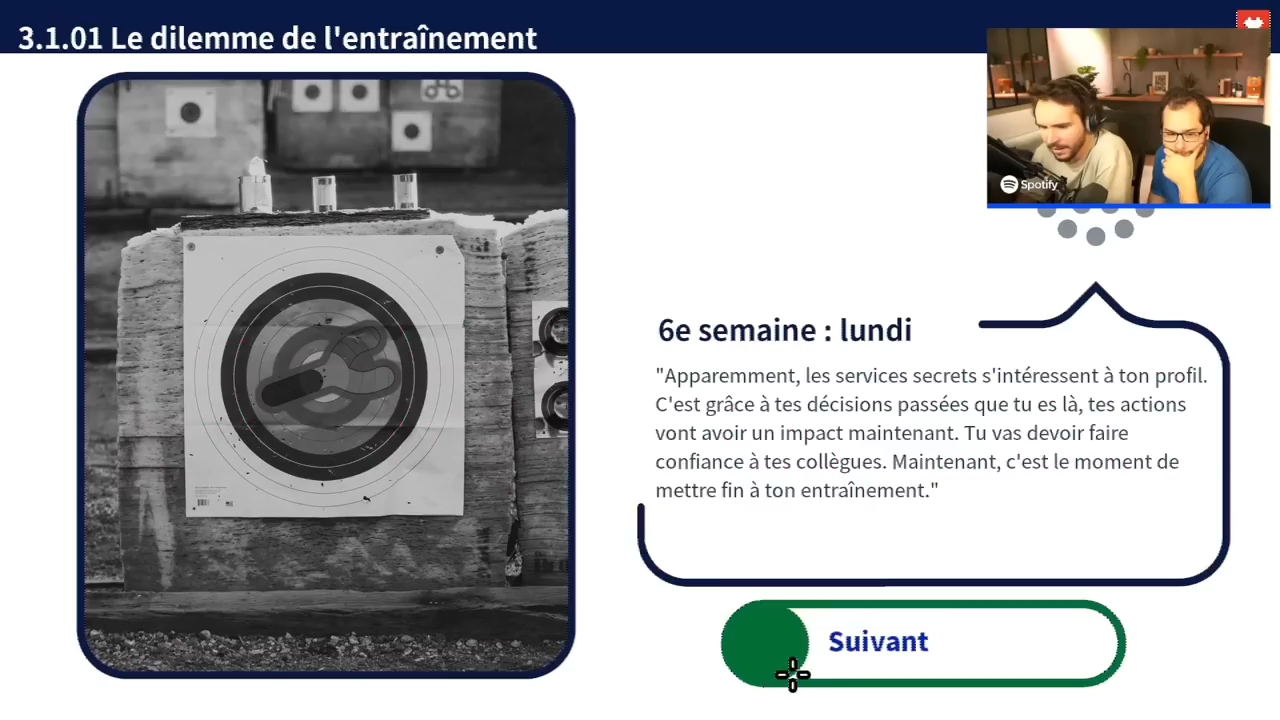 3.1.01 Le dilemme de l'entraînement
Spotify
6e semaine : lundi
"Apparemment, les services secrets s'intéressent à ton profil.
C'est grâce à tes décisions passées que tu es là, tes actions
vont avoir un impact maintenant. Tu vas devoir faire
confiance à tes collègues. Maintenant, c'est le moment de
mettre fin à ton entraînement."
Suivant